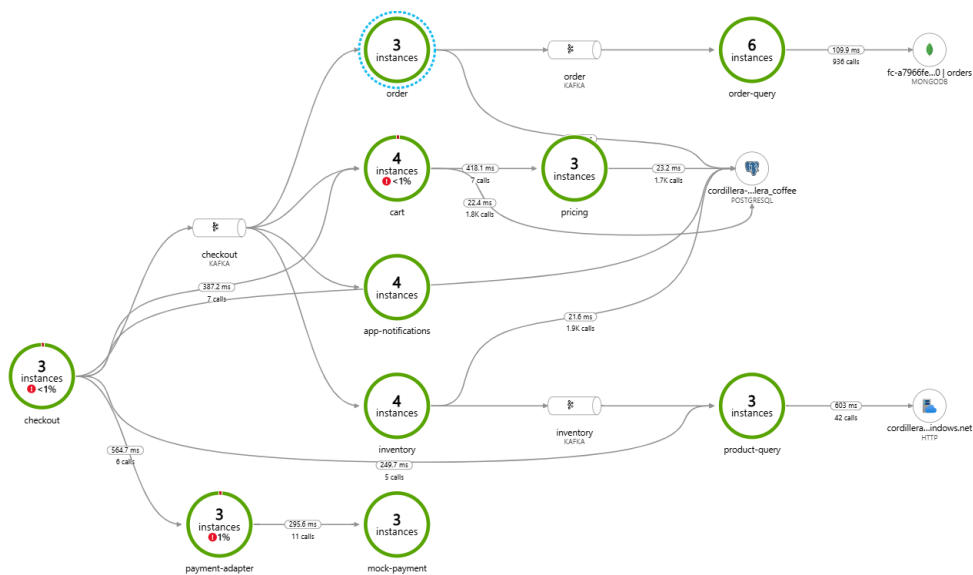 3
instances
order
order
KAFKA
6
instances
order-query
109.9 ms
936 calls
fc-a7966fe...0 | orders
MONGODB
4
instances
<1%
cart
418.1 ms
7 calls
22.4 ms
1.8K calls
3
instances
pricing
23.2 ms
1.7K calls
cordillera-...lera_coffee
POSTGRESQL
checkout
KAFKA
387.2 ms
7 calls
4
instances
app-notifications
21.6 ms
1.9K calls
3
instances
<1%
checkout
4
instances
inventory
inventory
KAFKA
3
instances
product-query
603 ms
42 calls
cordillera...indows.net
HTTP
564.7 ms
6 calls
249.7 ms
5 calls
3
instances
1%
payment-adapter
295.6 ms
11 calls
3
instances
mock-payment